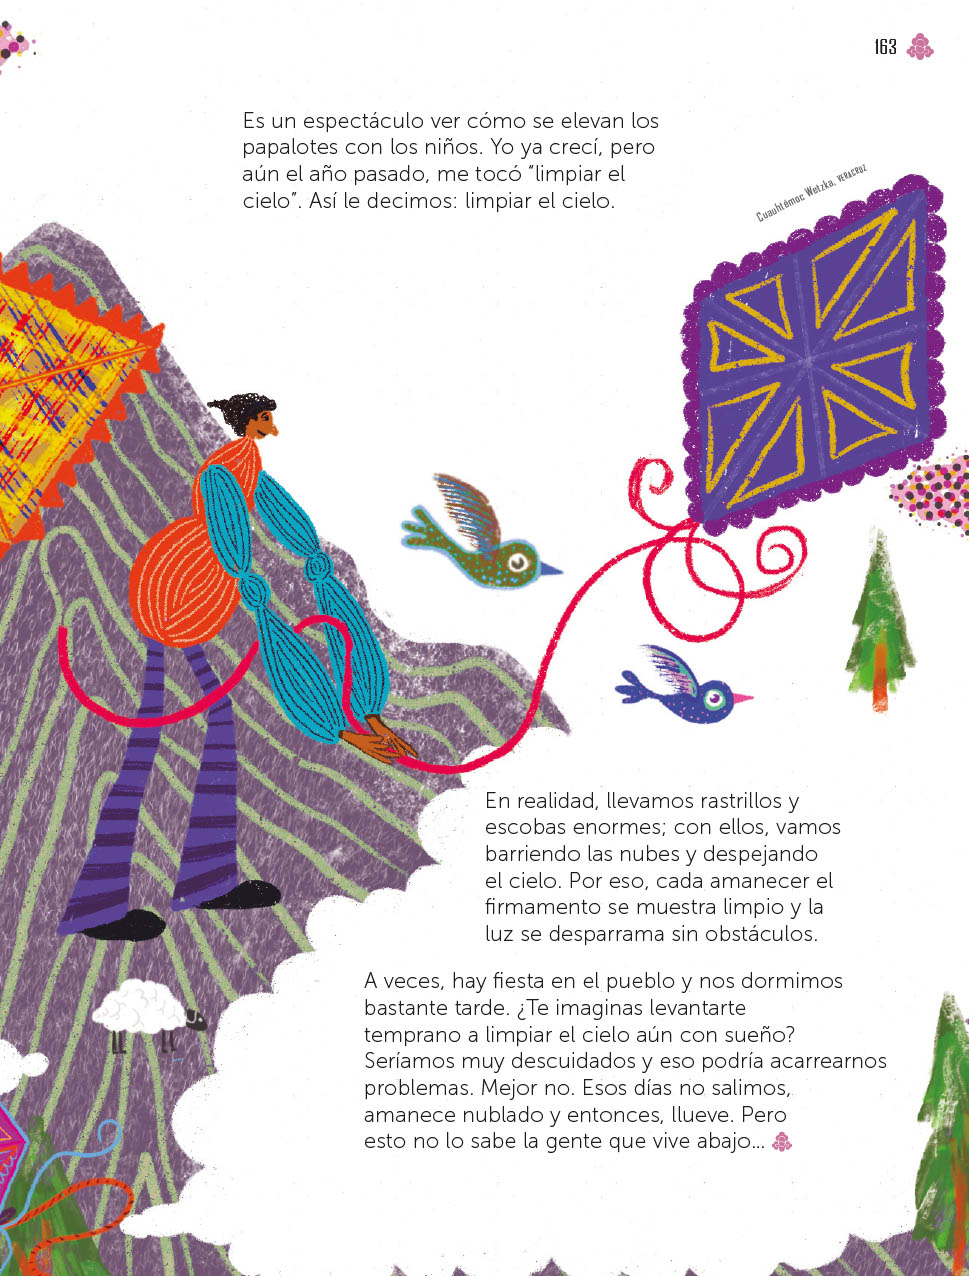 163
Es un espectáculo ver cómo se elevan los
papalotes con los niños. Yo ya crecí, pero
aún el año pasado, me tocó “limpiar el
cielo”. Así le decimos: limpiar el cielo.
Cuauhtémoc Wetzka, VERACRUZ
En realidad, llevamos rastrillos y
escobas enormes; con ellos, vamos
barriendo las nubes y despejando
el cielo. Por eso, cada amanecer el
firmamento se muestra limpio y la
luz se desparrama sin obstáculos.
A veces, hay fiesta en el pueblo y nos dormimos
bastante tarde. ¿Te imaginas levantarte
temprano a limpiar el cielo aún con sueño?
Seríamos muy descuidados y eso podría acarrearnos
problemas. Mejor no. Esos días no salimos,
amanece nublado y entonces, llueve. Pero
esto no lo sabe la gente que vive abajo...